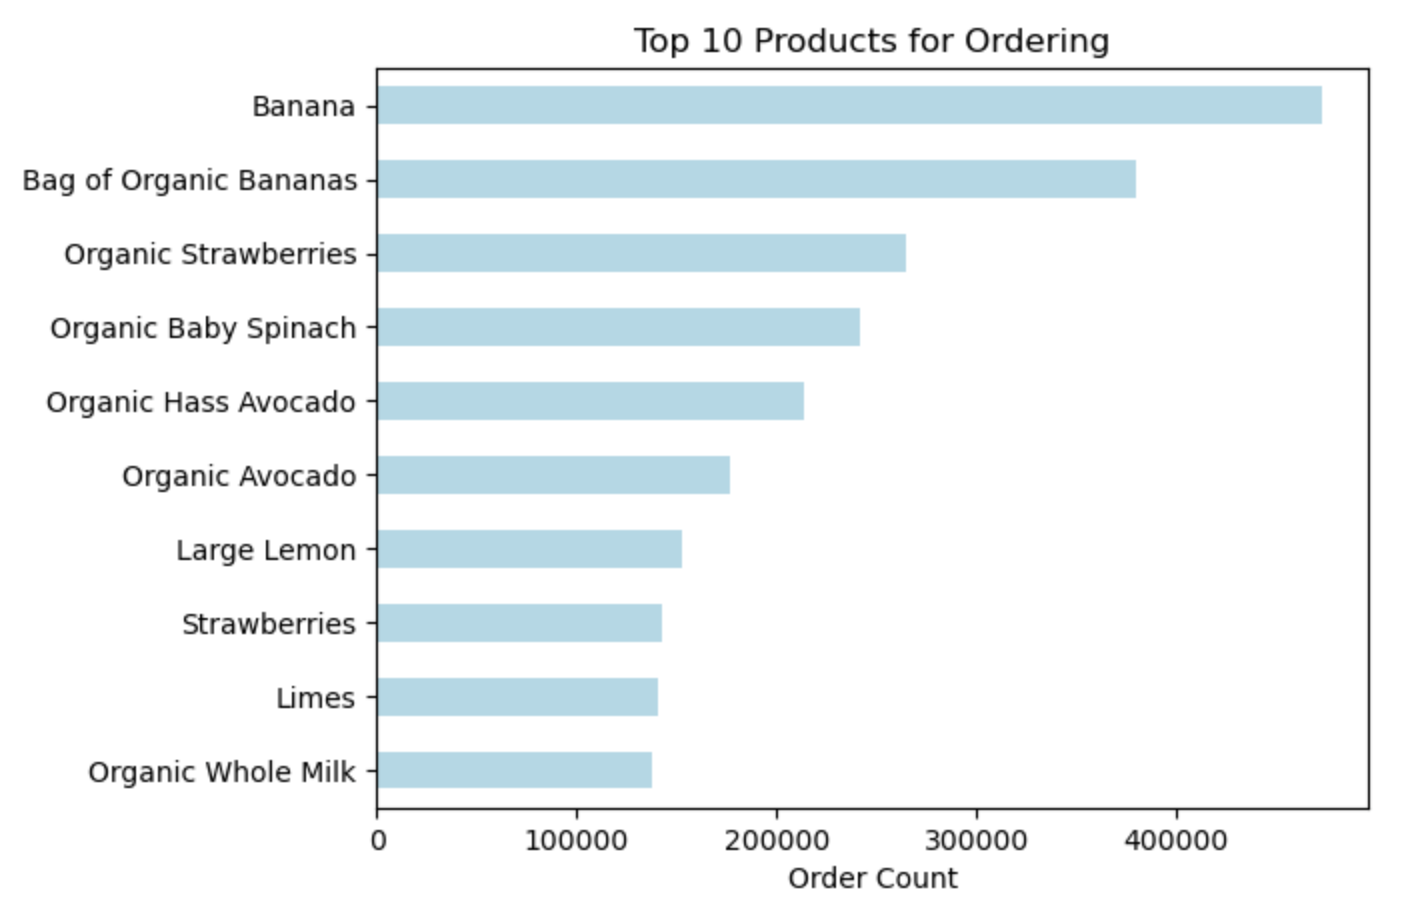 Top 10 Products for Ordering
Banana
Bag of Organic Bananas
Organic Strawberries
Organic Baby Spinach
Organic Hass Avocado
Organic Avocado
Large Lemon
Strawberries
Limes
Organic Whole Milk
0 100000 200000 300000 400000
Order Count